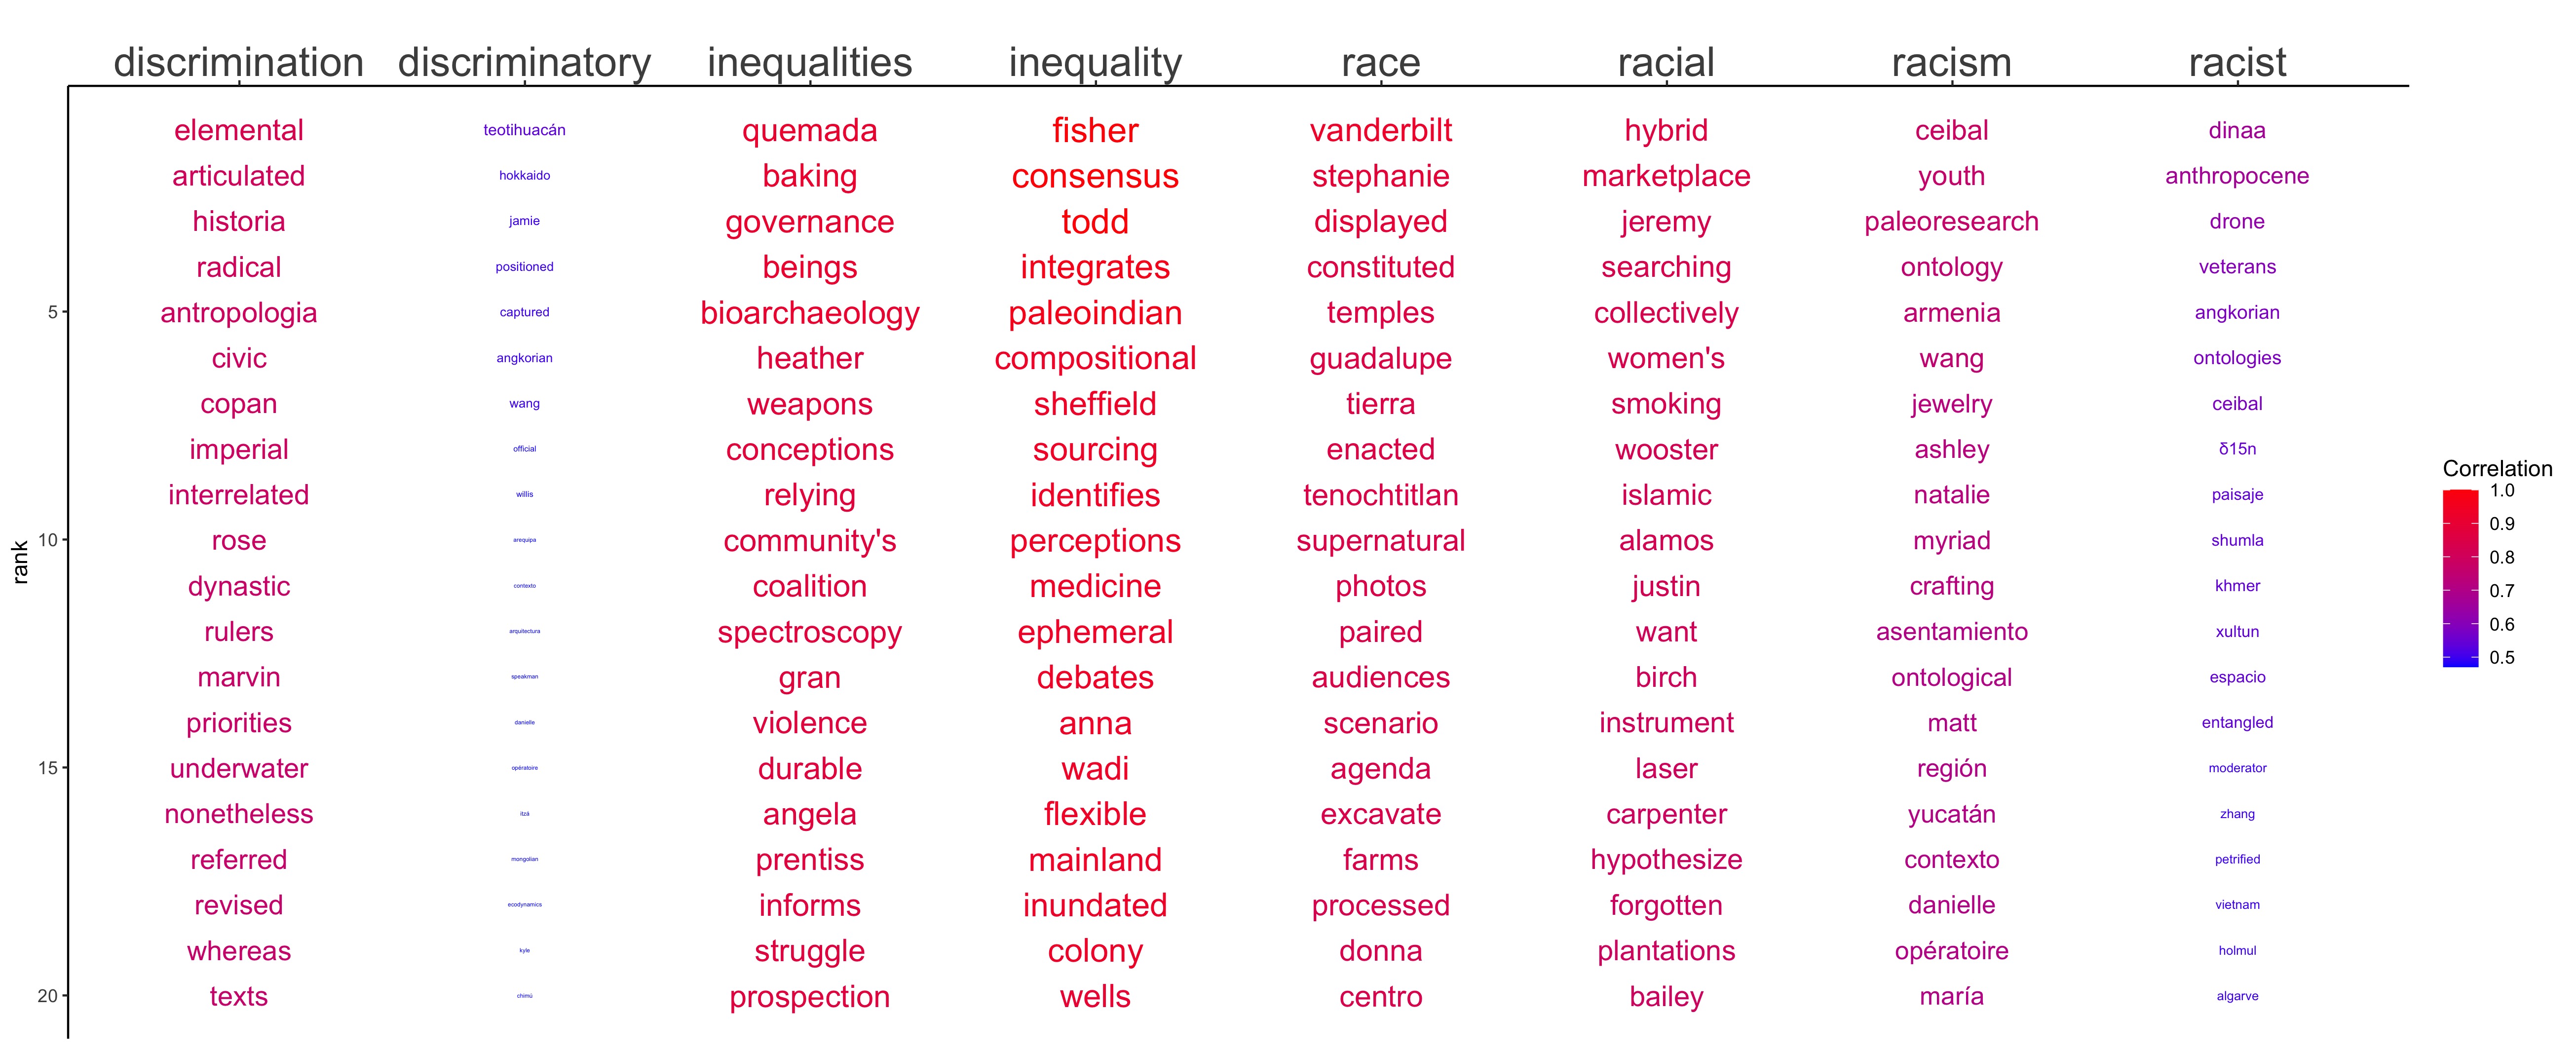 discrimination discriminatory inequalities inequality race racial racism racist
elemental teotihuacán quemada fisher vanderbilt hybrid ceibal dinaa
articulated hokkaido baking consensus stephanie marketplace youth anthropocene
historia jamie governance todd displayed jeremy paleoresearch drone
radical positioned beings integrates constituted searching ontology veterans
5 antropologia captured bioarchaeology paleoindian temples collectively armenia angkorian
civic angkorian heather compositional guadalupe women's wang ontologies
copan wang weapons sheffield tierra smoking jewelry ceibal
imperial official conceptions sourcing enacted wooster ashley δ15n
interrelated willis relying identifies tenochtitlan islamic natalie paisaje
10 rose arequipa community's perceptions supernatural alamos myriad shumla
dynastic contexto coalition medicine photos justin crafting khmer
rulers arquitectura spectroscopy ephemeral paired want asentamiento xultun
marvin speakman gran debates audiences birch ontological espacio
priorities danielle violence anna scenario instrument matt entangled
15 underwater opératoire durable wadi agenda laser región moderator
nonetheless itzá angela flexible excavate carpenter yucatán zhang
referred mongolian prentiss mainland farms hypothesize contexto petrified
revised ecodynamics informs inundated processed forgotten danielle vietnam
whereas kyle struggle colony donna plantations opératoire holmul
20 texts chimú prospection wells centro bailey maría algarve
rank
Correlation
1.0
0.9
0.8
0.7
0.6
0.5